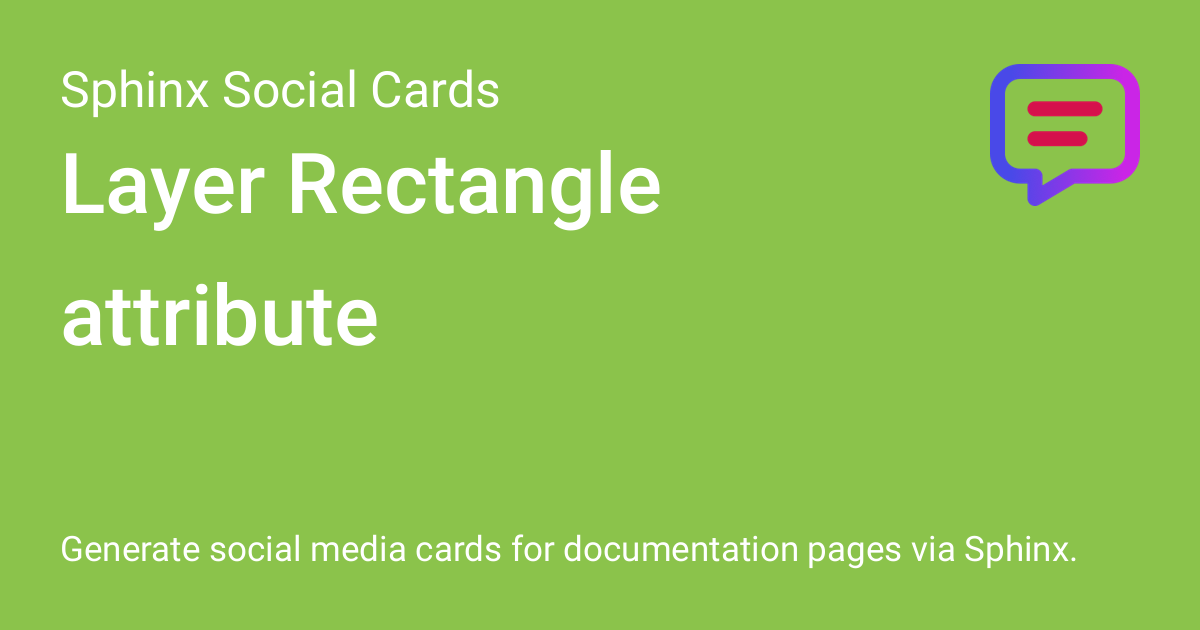 Sphinx Social Cards
Layer Rectangle
attribute
Generate social media cards for documentation pages via Sphinx.